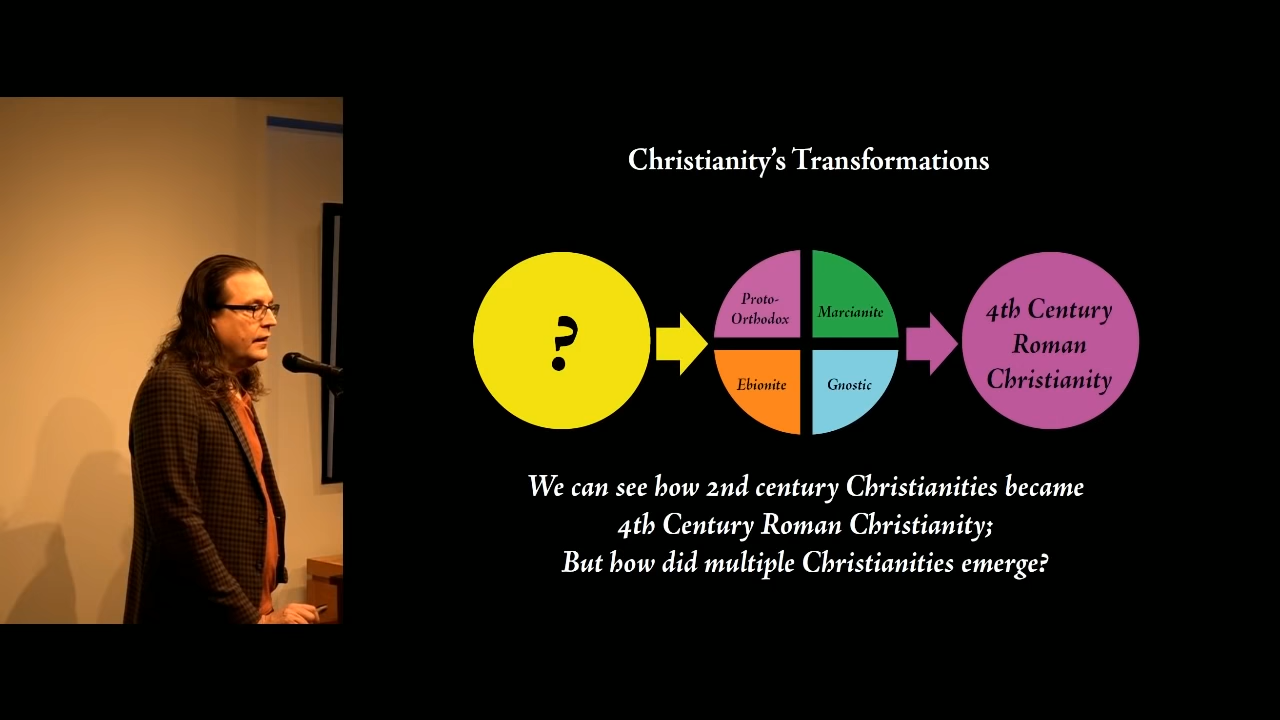 Christianity's Transformations
?
Proto-
Orthodox
Marcianite
Ebionite
Gnostic
4th Century
Roman
Christianity
We can see how 2nd century Christianities became
4th Century Roman Christianity;
But how did multiple Christianities emerge?